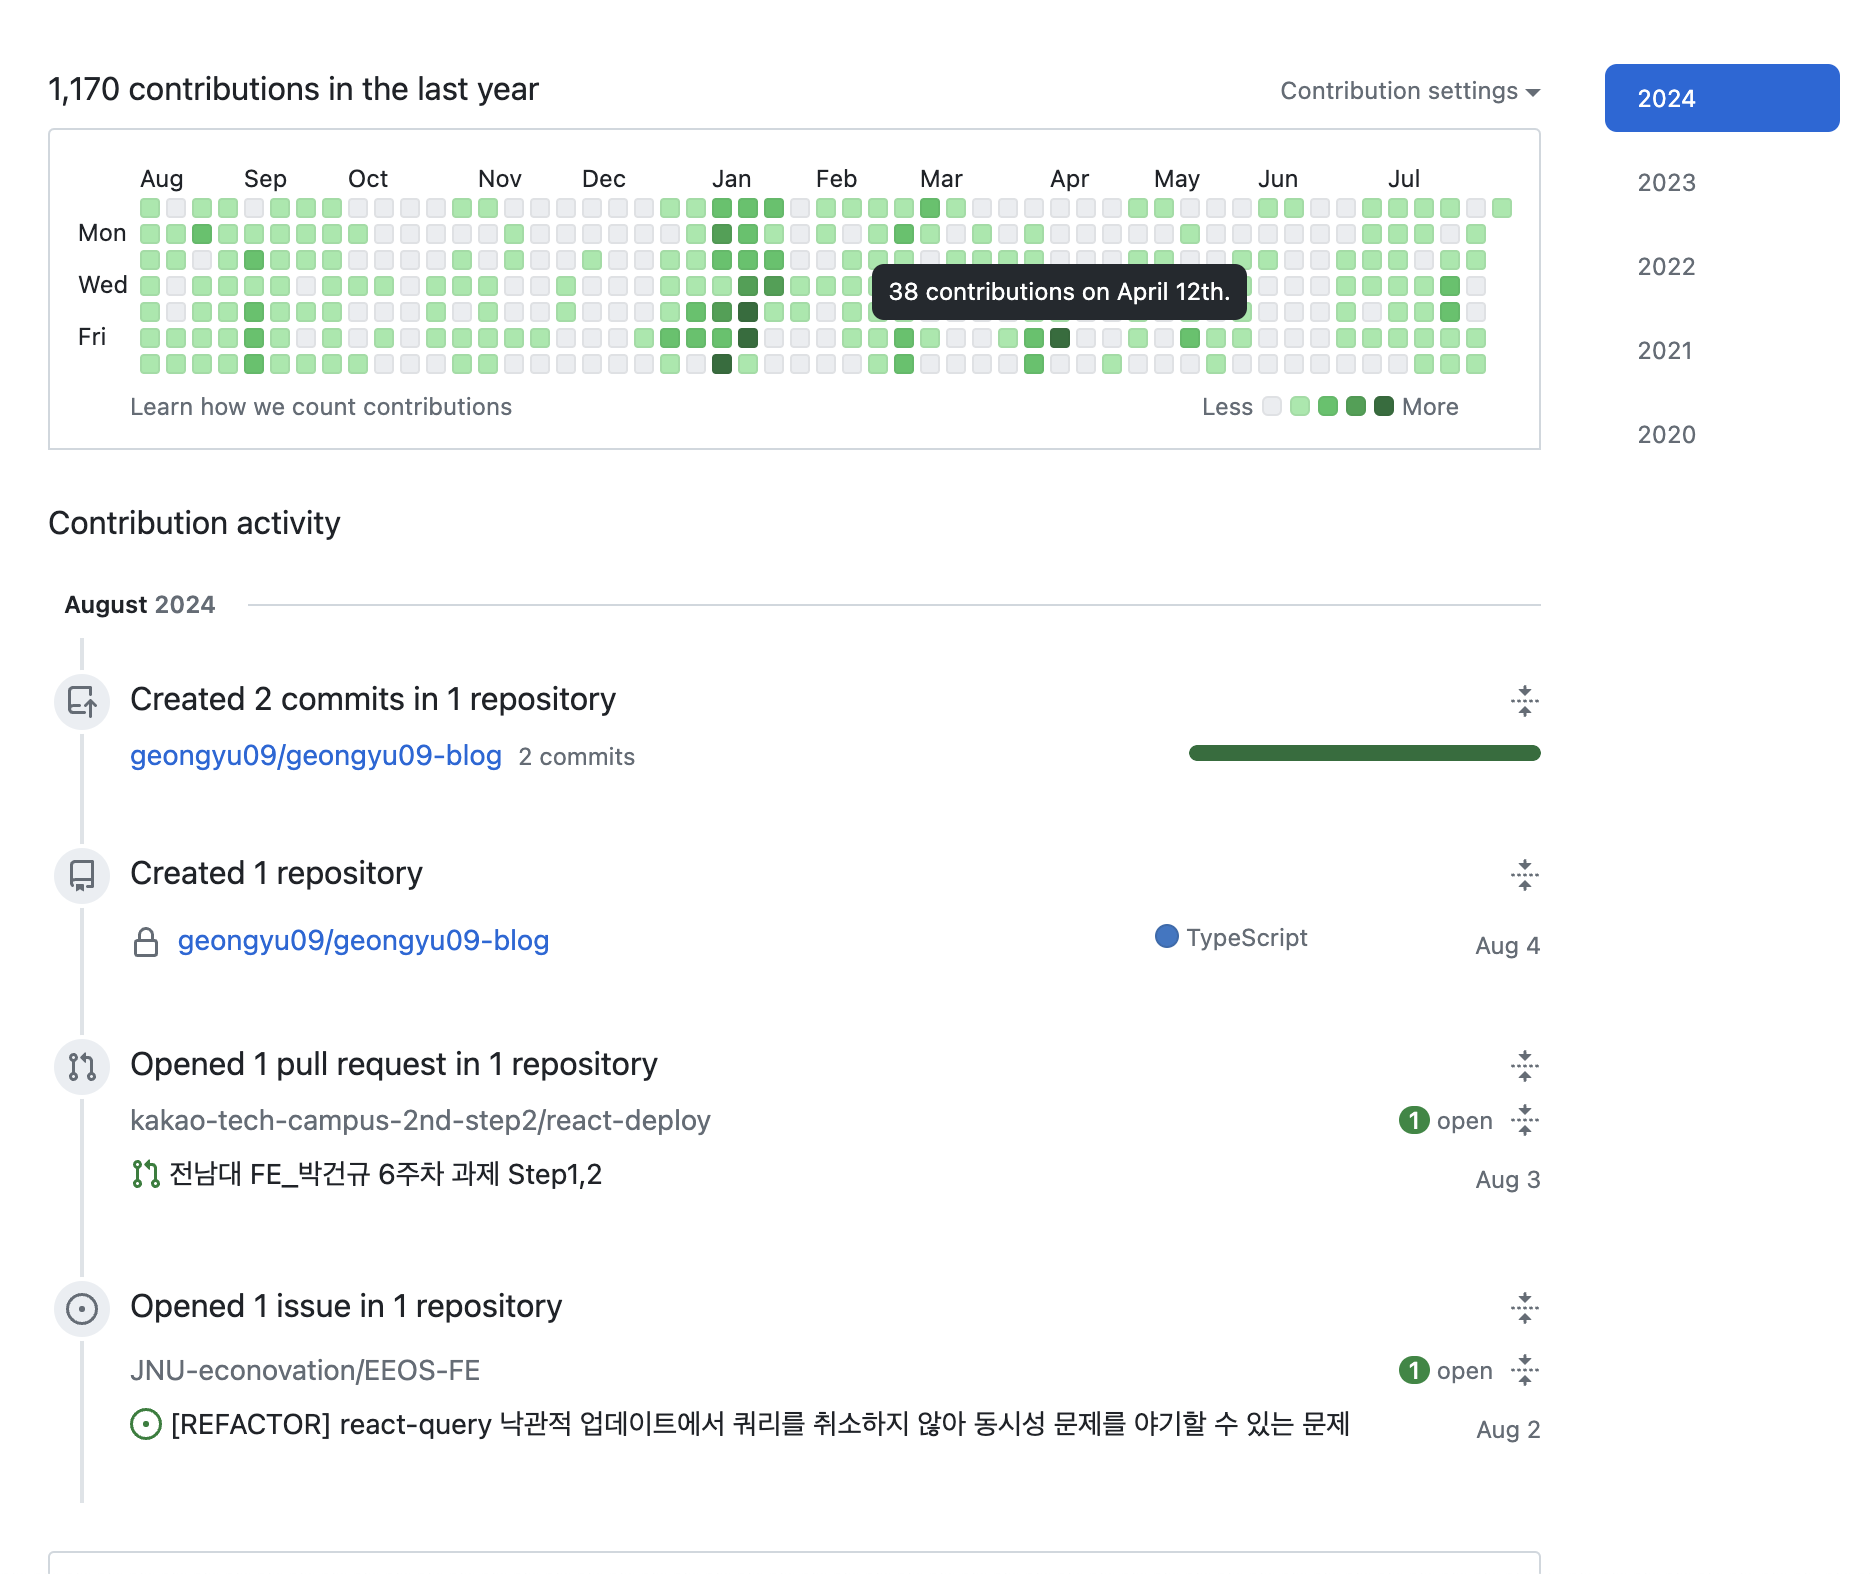 1,170 contributions in the last year
Contribution settings
2024
2023
2022
2021
2020
Aug Sep Oct Nov Dec Jan Feb Mar Apr May Jun Jul
Mon
Wed
Fri
38 contributions on April 12th.
Learn how we count contributions
Less More
Contribution activity
August 2024
Created 2 commits in 1 repository
geongyu09/geongyu09-blog 2 commits
Created 1 repository
geongyu09/geongyu09-blog TypeScript Aug 4
Opened 1 pull request in 1 repository
kakao-tech-campus-2nd-step2/react-deploy 1 open
전남대 FE_박건규 6주차 과제 Step1,2 Aug 3
Opened 1 issue in 1 repository
JNU-econovation/EEOS-FE 1 open
[REFACTOR] react-query 낙관적 업데이트에서 쿼리를 취소하지 않아 동시성 문제를 야기할 수 있는 문제 Aug 2